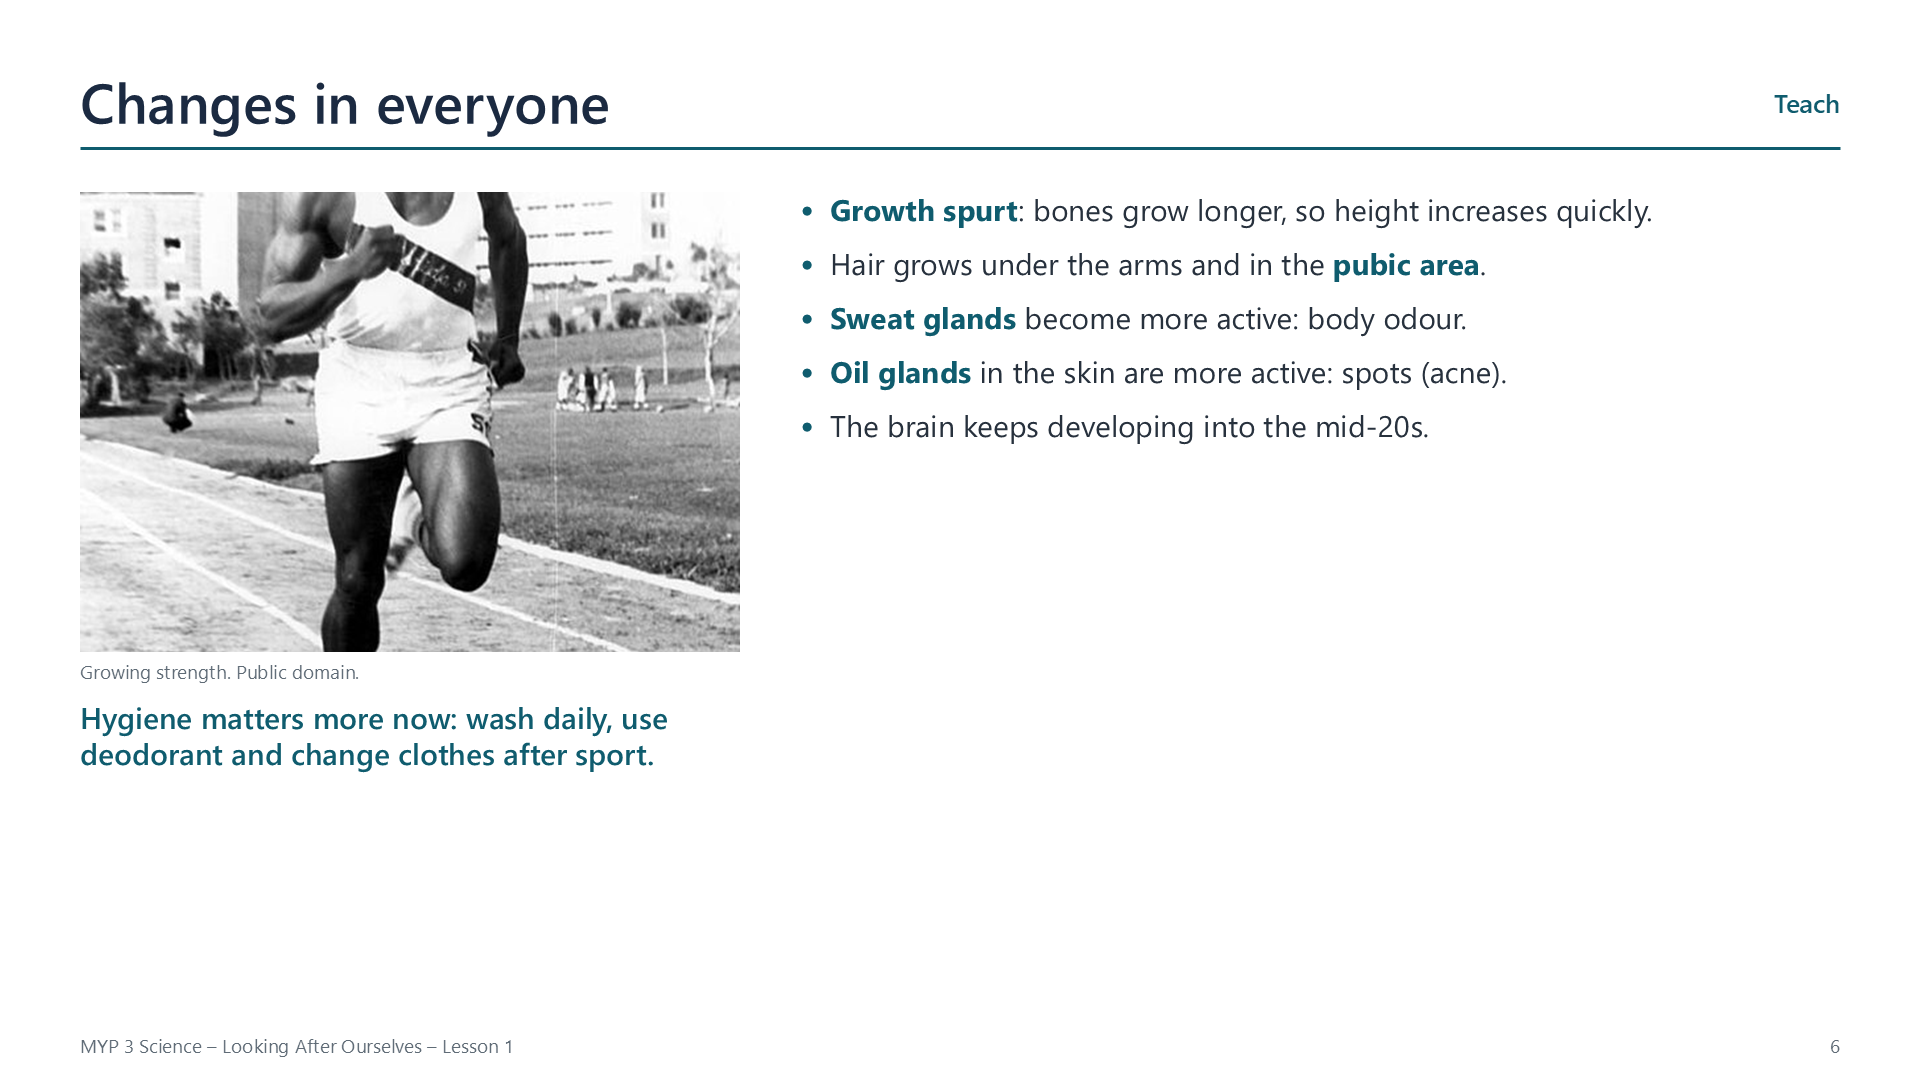 Changes in everyone
Teach
• Growth spurt: bones grow longer, so height increases quickly.
• Hair grows under the arms and in the pubic area.
• Sweat glands become more active: body odour.
• Oil glands in the skin are more active: spots (acne).
• The brain keeps developing into the mid-20s.
Growing strength. Public domain.
Hygiene matters more now: wash daily, use
deodorant and change clothes after sport.
MYP 3 Science – Looking After Ourselves – Lesson 1
6